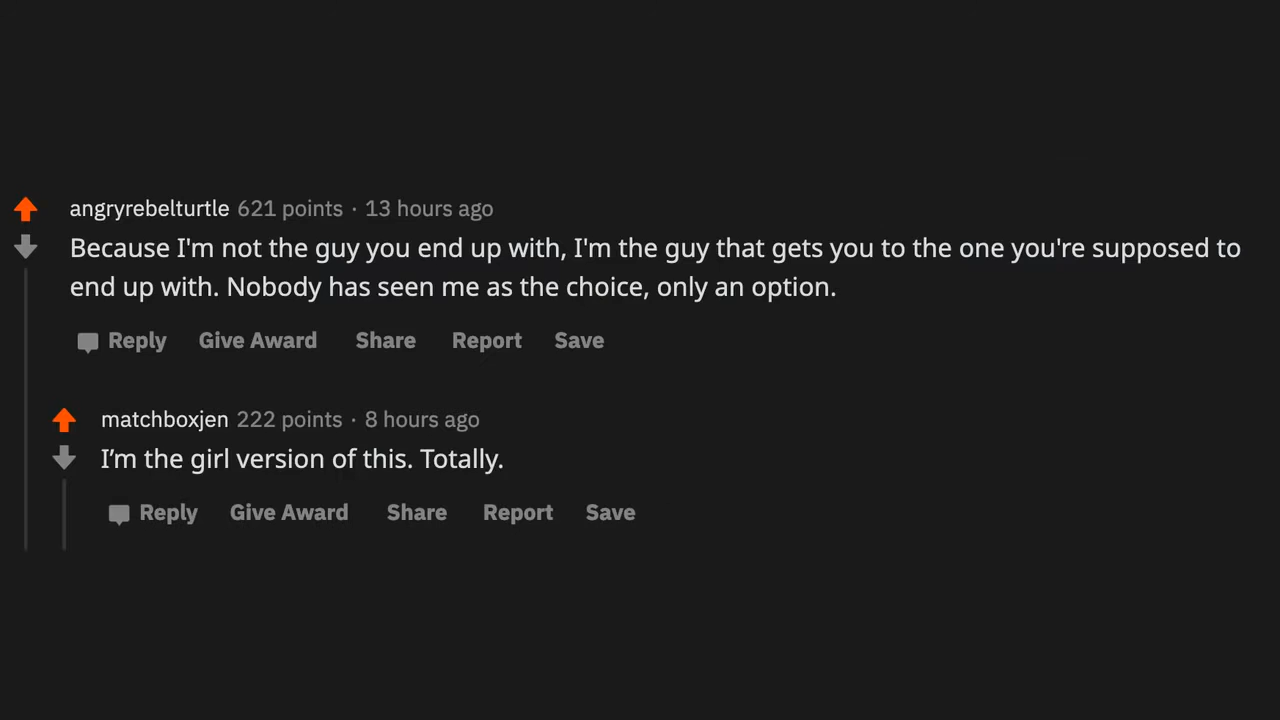 angryrebelturtle 621 points · 13 hours ago
Because I'm not the guy you end up with, I'm the guy that gets you to the one you're supposed to
end up with. Nobody has seen me as the choice, only an option.
Reply Give Award Share Report Save
matchboxjen 222 points · 8 hours ago
I’m the girl version of this. Totally.
Reply Give Award Share Report Save